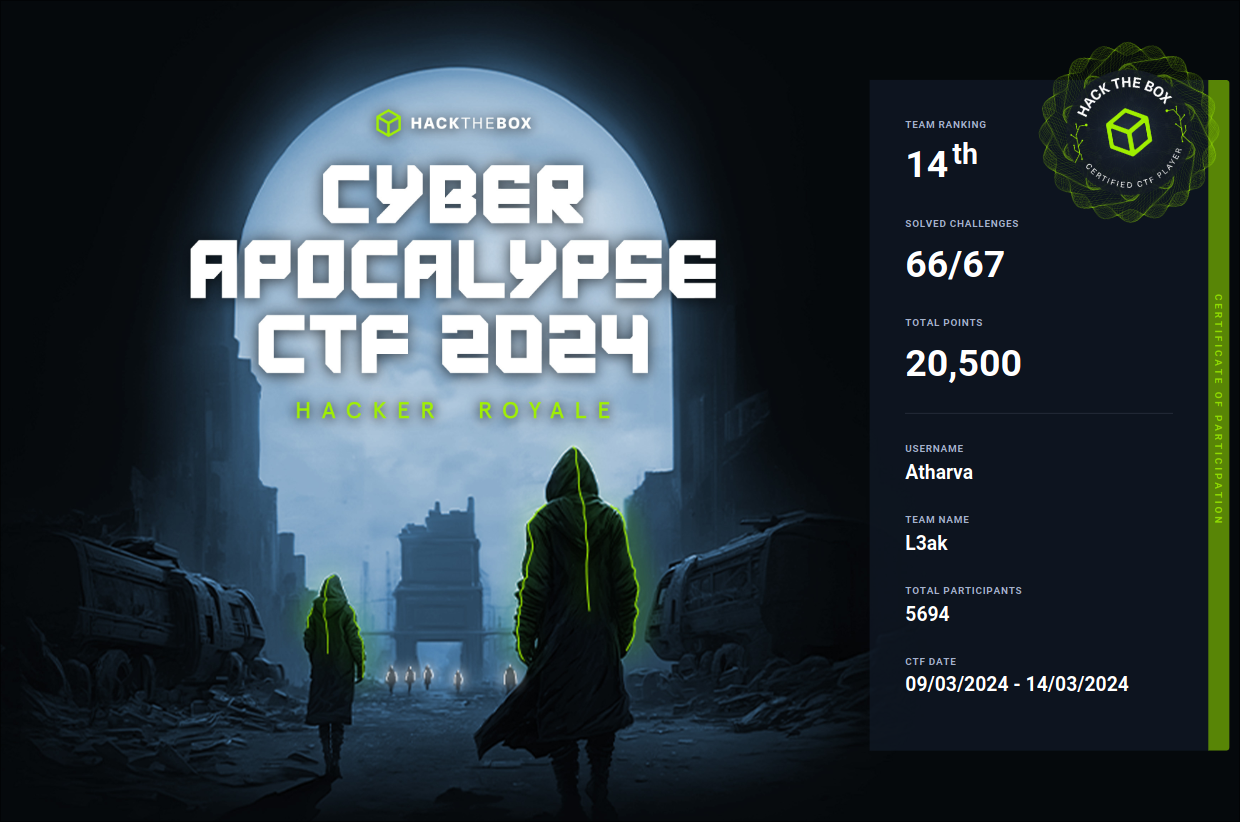 HACKTHEBOX
CYBER
APOCALYPSE
CTF 2024
HACKER ROYALE
HACK THE BOX
CERTIFIED CTF PLAYER
TEAM RANKING
14th
SOLVED CHALLENGES
66/67
TOTAL POINTS
20,500
USERNAME
Atharva
TEAM NAME
L3ak
TOTAL PARTICIPANTS
5694
CTF DATE
09/03/2024 - 14/03/2024
CERTIFICATE OF PARTICIPATION